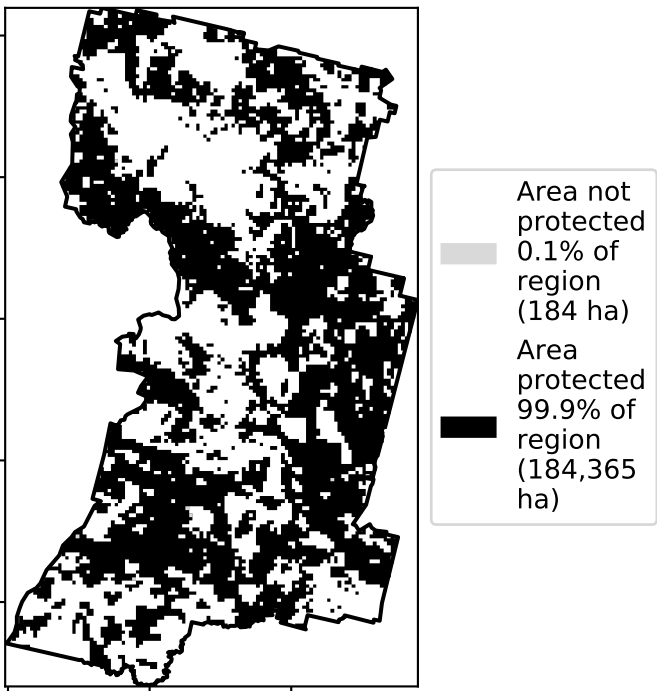 Area not
protected
0.1% of
region
(184 ha)
Area
protected
99.9% of
region
(184,365
ha)